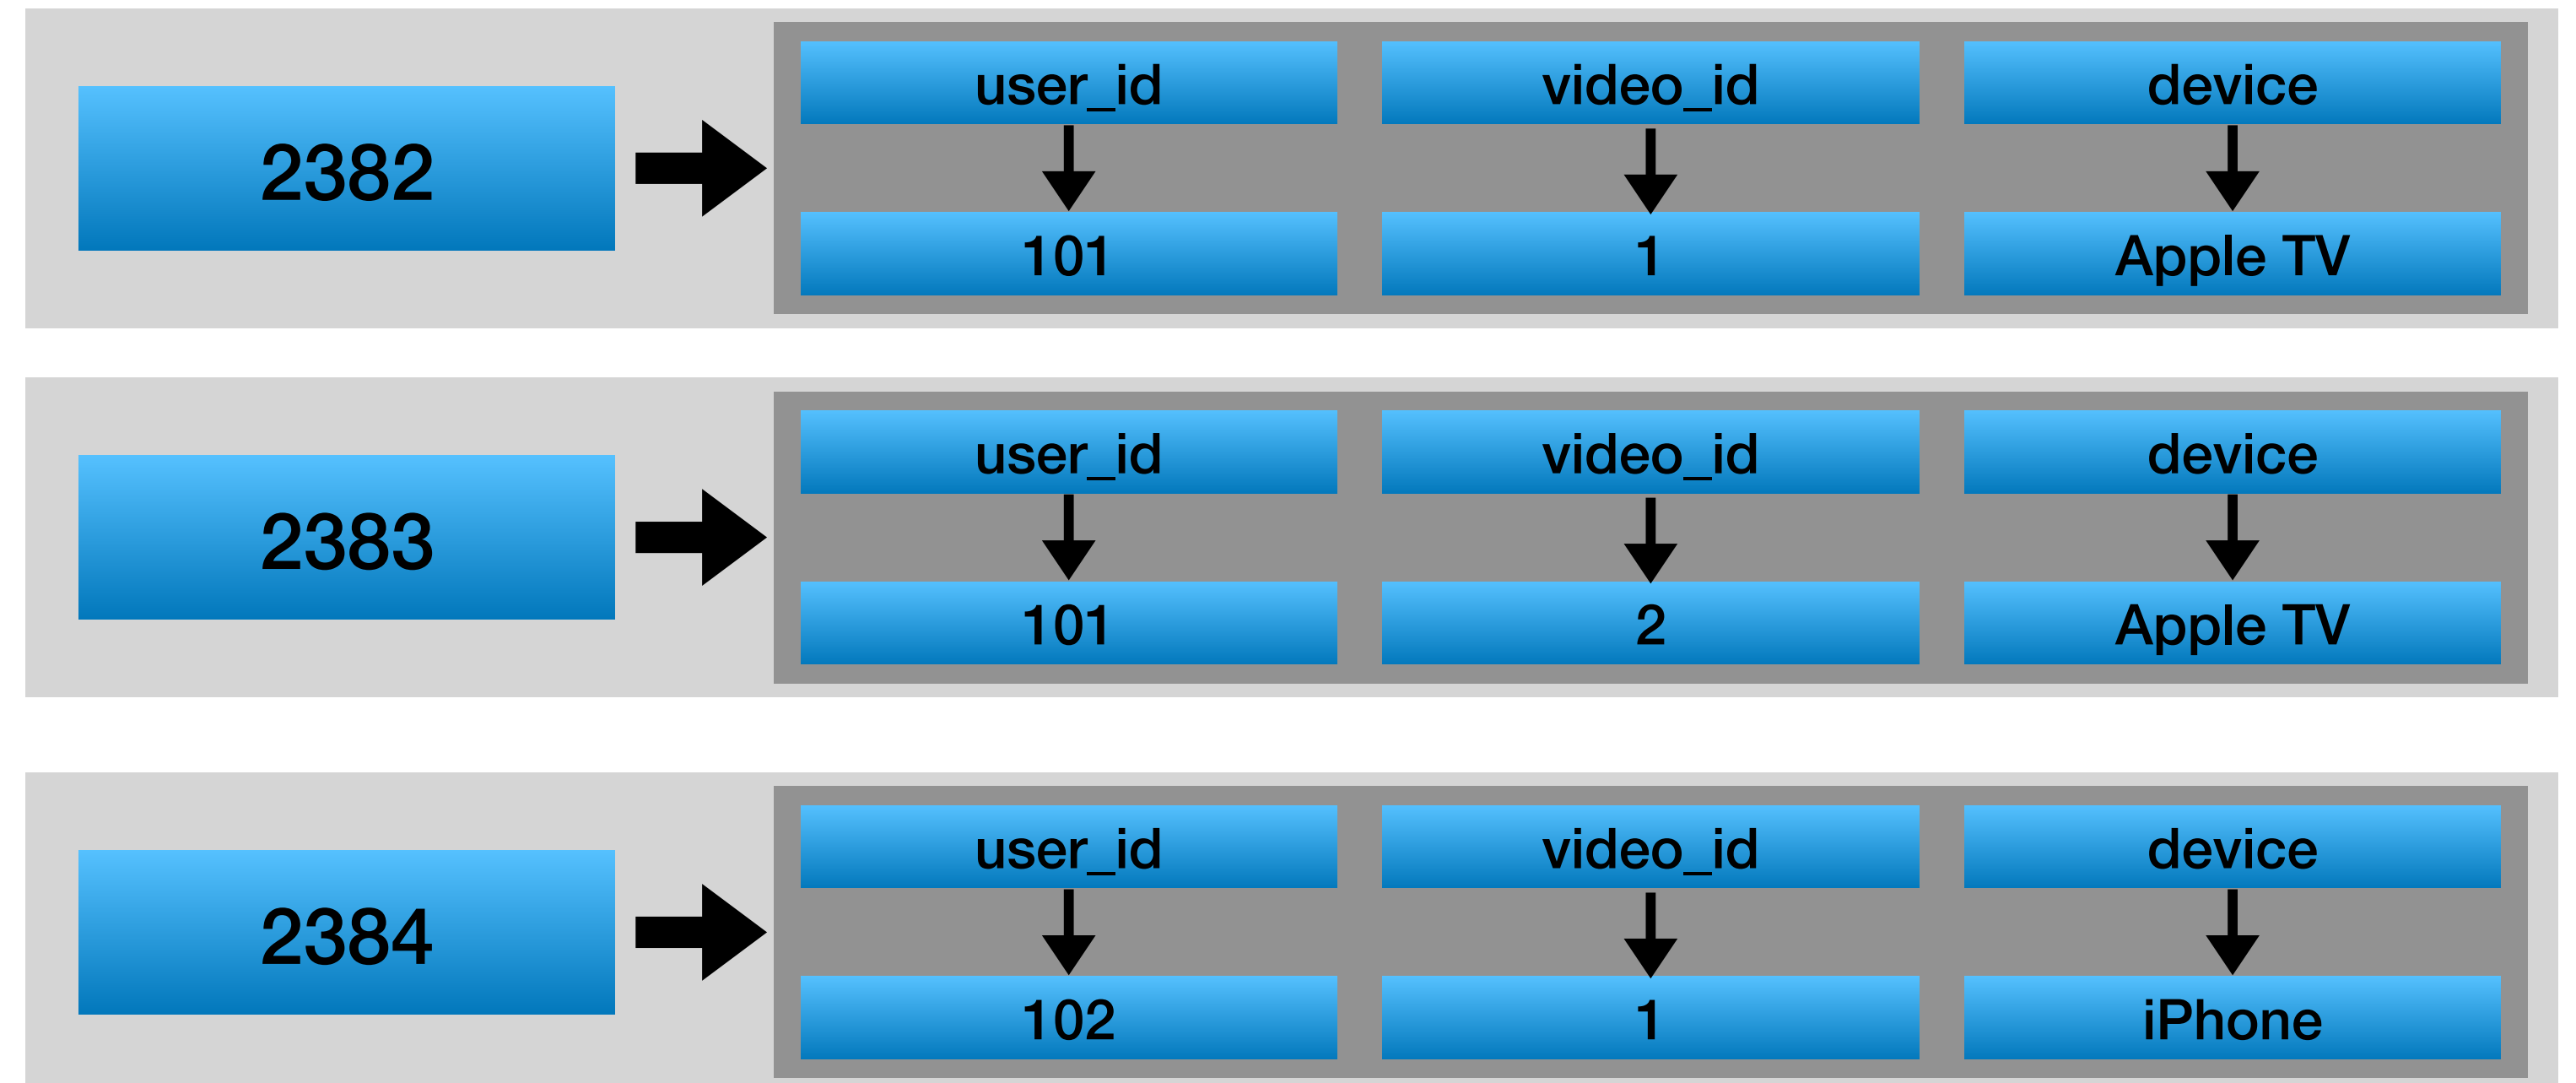 user_id video_id device
2382
101 1 Apple TV
user_id video_id device
2383
101 2 Apple TV
user_id video_id device
2384
102 1 iPhone